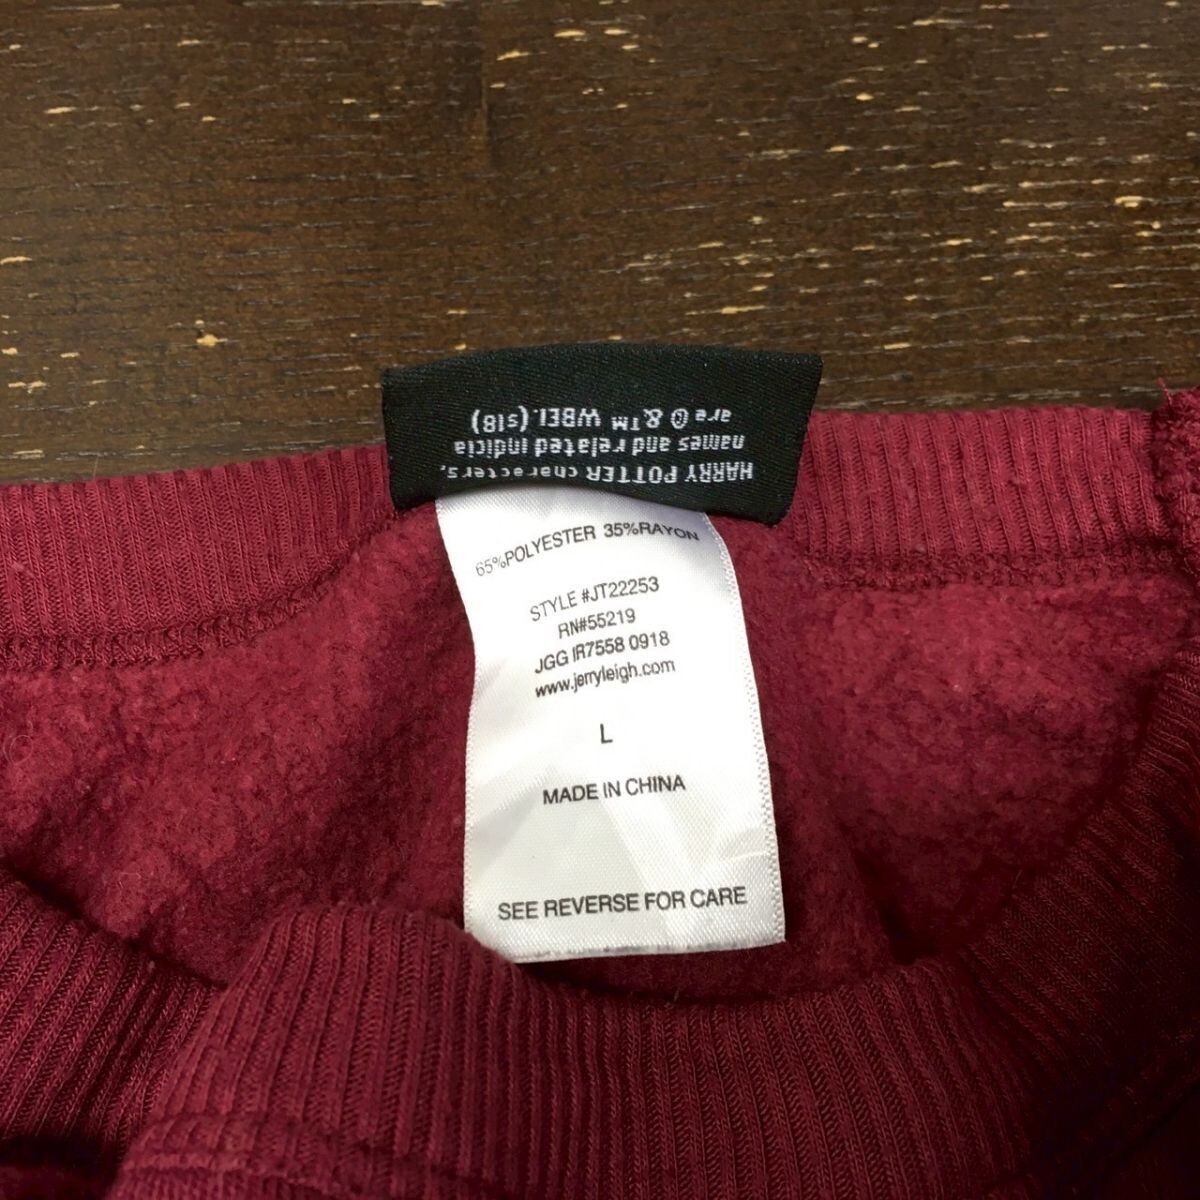 HARRY POTTER characters,
names and related indicia
are © &™ WBEI. (s18)
65%POLYESTER 35%RAYON
STYLE #JT22253
RN#55219
JGG IR7558 0918
www.jerryleigh.com
L
MADE IN CHINA
SEE REVERSE FOR CARE